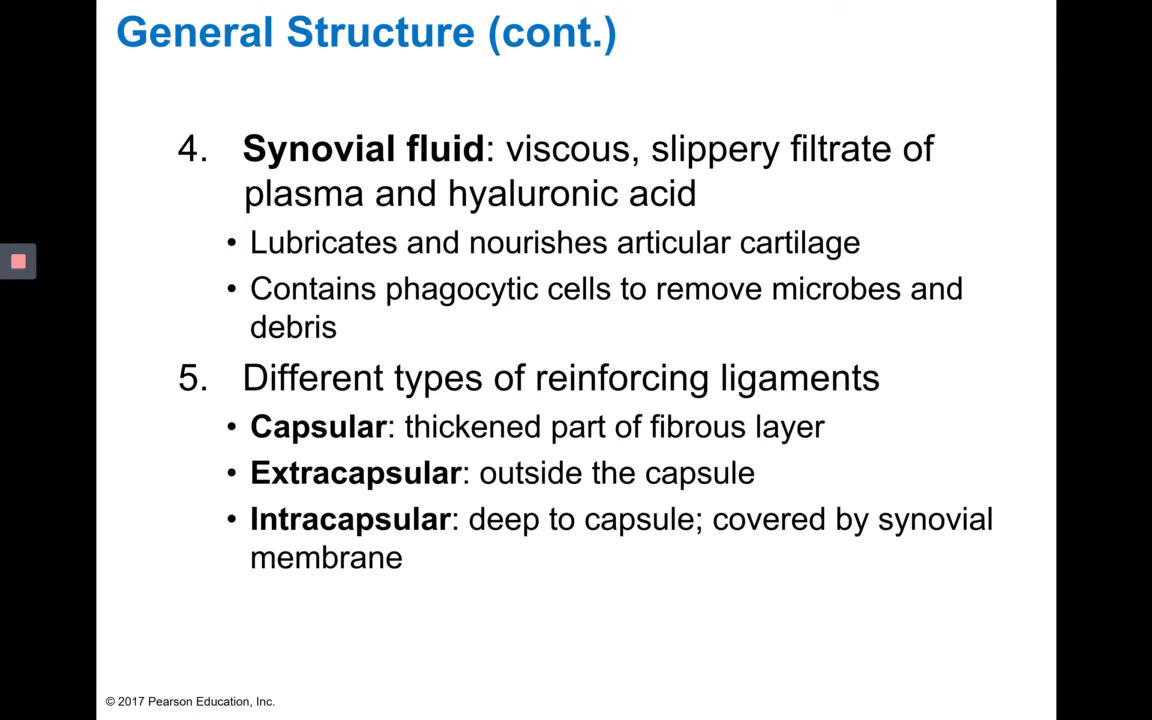 General Structure (cont.)
4. Synovial fluid: viscous, slippery filtrate of
plasma and hyaluronic acid
• Lubricates and nourishes articular cartilage
• Contains phagocytic cells to remove microbes and
debris
5. Different types of reinforcing ligaments
• Capsular: thickened part of fibrous layer
• Extracapsular: outside the capsule
• Intracapsular: deep to capsule; covered by synovial
membrane
© 2017 Pearson Education, Inc.